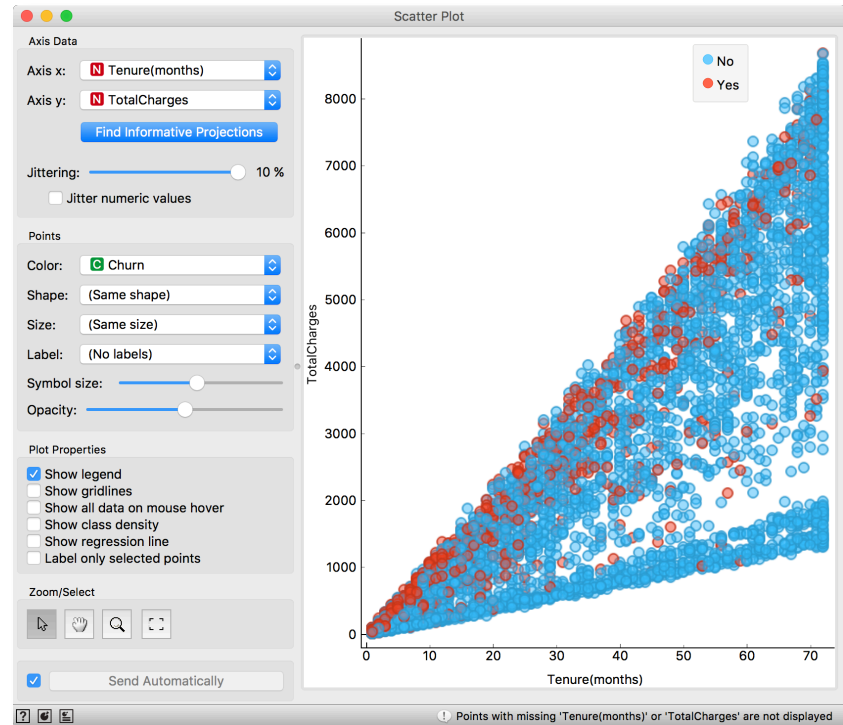 Scatter Plot
Axis Data
Axis x: N Tenure(months)
Axis y: N TotalCharges
Find Informative Projections
Jittering: 10 %
Jitter numeric values
Points
Color: C Churn
Shape: (Same shape)
Size: (Same size)
Label: (No labels)
Symbol size:
Opacity:
Plot Properties
Show legend
Show gridlines
Show all data on mouse hover
Show class density
Show regression line
Label only selected points
Zoom/Select
Send Automatically
No
Yes
TotalCharges
8000
7000
6000
5000
4000
3000
2000
1000
0
0 10 20 30 40 50 60 70
Tenure(months)
? ! Points with missing 'Tenure(months)' or 'TotalCharges' are not displayed